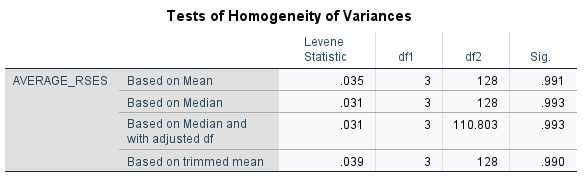 Tests of Homogeneity of Variances
Levene
Statistic df1 df2 Sig.
AVERAGE_RSES Based on Mean .035 3 128 .991
Based on Median .031 3 128 .993
Based on Median and
with adjusted df .031 3 110.803 .993
Based on trimmed mean .039 3 128 .990